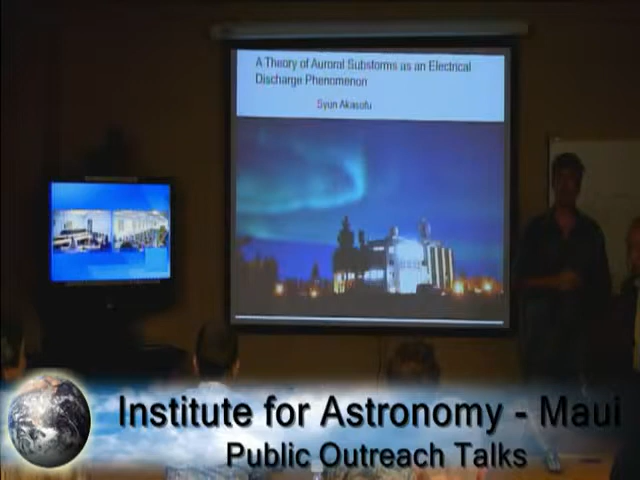 A Theory of Auroral Substorms as an Electrical
Discharge Phenomenon
Syun Akasofu
Institute for Astronomy - Maui
Public Outreach Talks